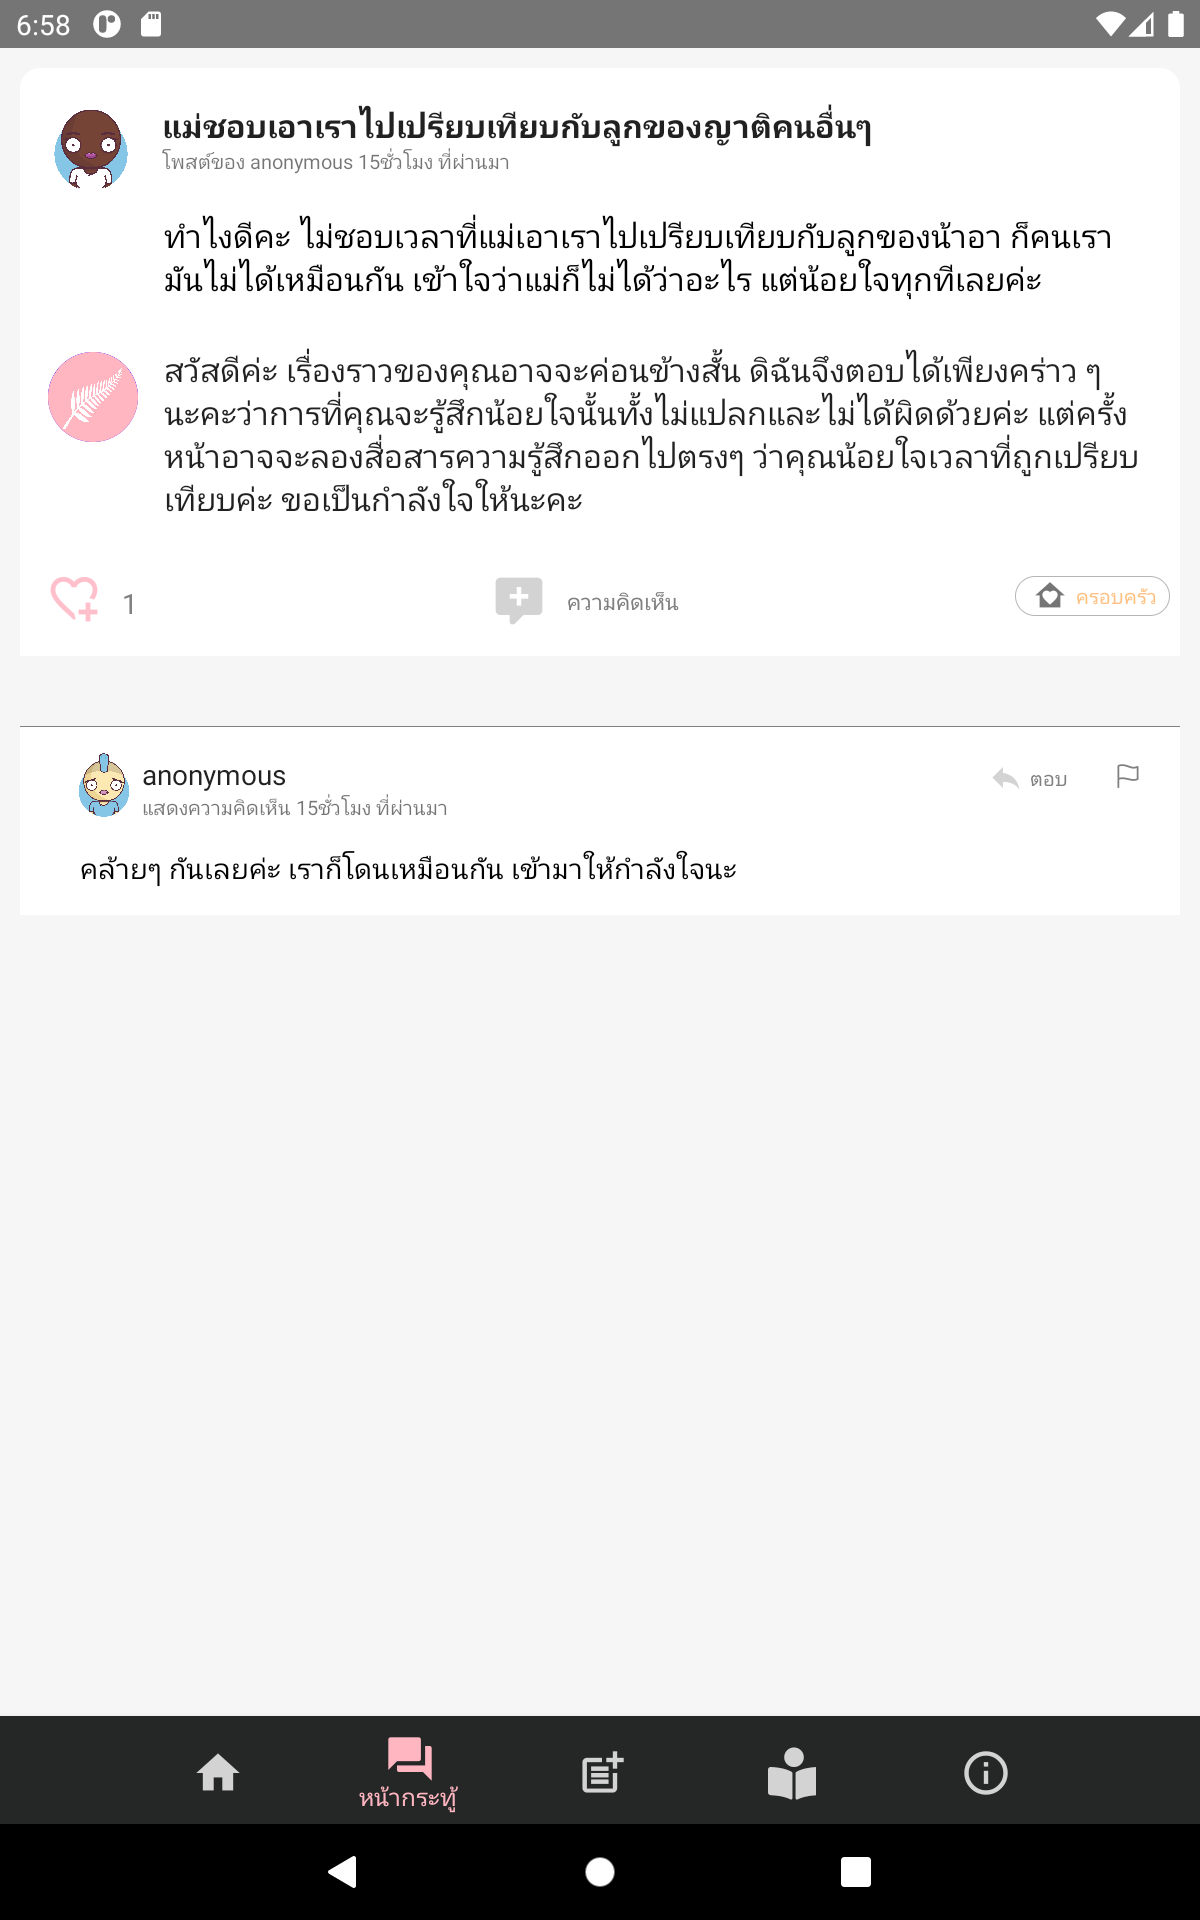 6:58
แม่ชอบเอาเราไปเปรียบเทียบกับลูกของญาติคนอื่นๆ
โพสต์ของ anonymous 15ชั่วโมง ที่ผ่านมา
ทำไงดีคะ ไม่ชอบเวลาที่แม่เอาเราไปเปรียบเทียบกับลูกของน้าอา ก็คนเรา
มันไม่ได้เหมือนกัน เข้าใจว่าแม่ก็ไม่ได้ว่าอะไร แต่น้อยใจทุกทีเลยค่ะ
สวัสดีค่ะ เรื่องราวของคุณอาจจะค่อนข้างสั้น ดิฉันจึงตอบได้เพียงคร่าว ๆ
นะคะว่าการที่คุณจะรู้สึกน้อยใจนั้นทั้งไม่แปลกและไม่ได้ผิดด้วยค่ะ แต่ครั้ง
หน้าอาจจะลองสื่อสารความรู้สึกออกไปตรงๆ ว่าคุณน้อยใจเวลาที่ถูกเปรียบ
เทียบค่ะ ขอเป็นกำลังใจให้นะคะ
1
ความคิดเห็น
ครอบครัว
anonymous
ตอบ
แสดงความคิดเห็น 15ชั่วโมง ที่ผ่านมา
คล้ายๆ กันเลยค่ะ เราก็โดนเหมือนกัน เข้ามาให้กำลังใจนะ
หน้ากระทู้